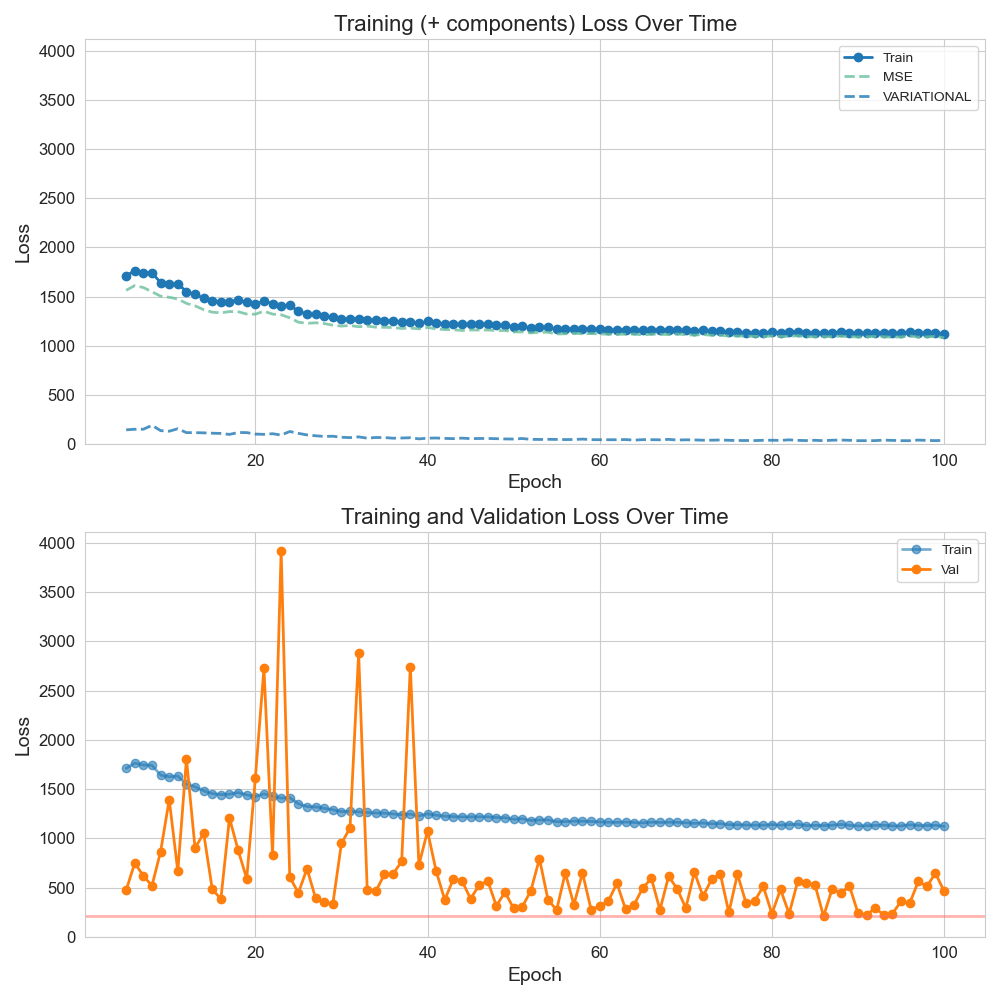 Training (+ components) Loss Over Time
4000
3500
3000
2500
2000
1500
1000
500
0
Loss
Train
MSE
VARIATIONAL
20 40 60 80 100
Epoch
Training and Validation Loss Over Time
4000
3500
3000
2500
2000
1500
1000
500
0
Loss
Train
Val
20 40 60 80 100
Epoch